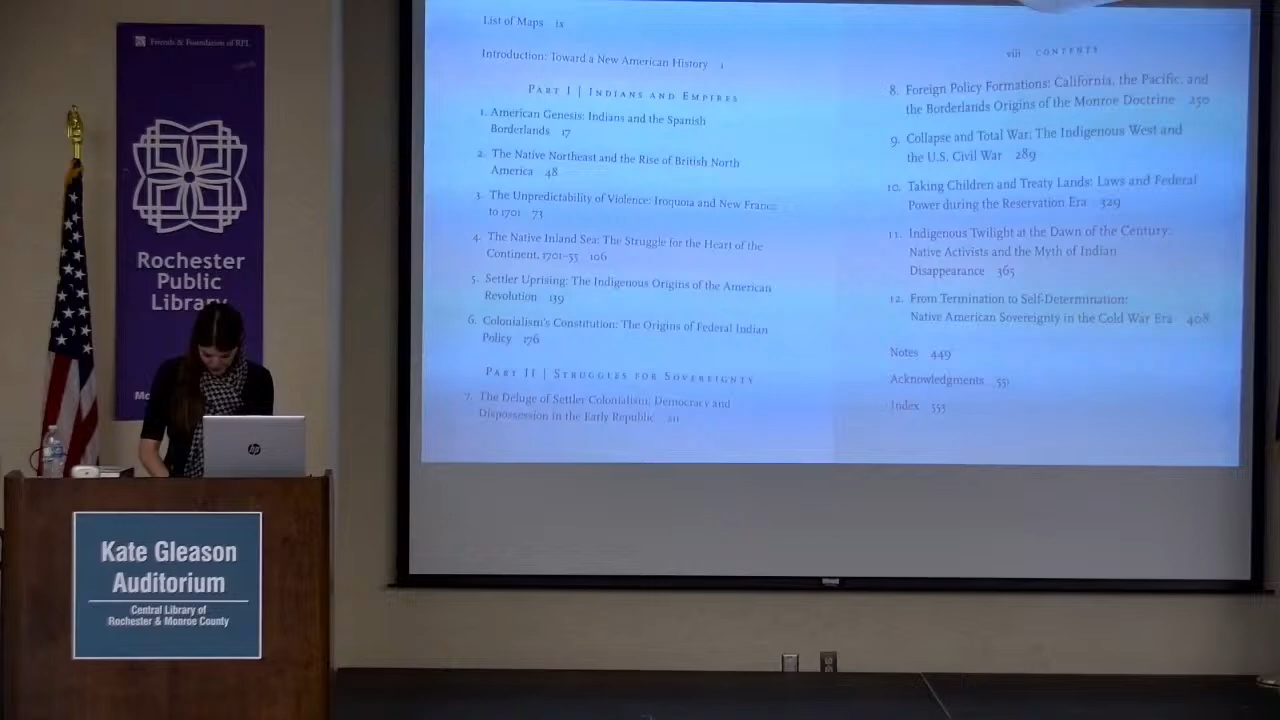 Friends & Foundation of RPL
Rochester
Public
Library
Kate Gleason
Auditorium
Central Library of
Rochester & Monroe County
hp
List of Maps ix
Introduction: Toward a New American History 1
PART I | INDIANS AND EMPIRES
1. American Genesis: Indians and the Spanish
Borderlands 17
2. The Native Northeast and the Rise of British North
America 48
3. The Unpredictability of Violence: Iroquoia and New France
to 1701 73
4. The Native Inland Sea: The Struggle for the Heart of the
Continent, 1701–55 106
5. Settler Uprising: The Indigenous Origins of the American
Revolution 139
6. Colonialism's Constitution: The Origins of Federal Indian
Policy 176
PART II | STRUGGLES FOR SOVEREIGNTY
7. The Deluge of Settler Colonialism: Democracy and
Dispossession in the Early Republic 211
viii CONTENTS
8. Foreign Policy Formations: California, the Pacific, and
the Borderlands Origins of the Monroe Doctrine 250
9. Collapse and Total War: The Indigenous West and
the U.S. Civil War 289
10. Taking Children and Treaty Lands: Laws and Federal
Power during the Reservation Era 329
11. Indigenous Twilight at the Dawn of the Century:
Native Activists and the Myth of Indian
Disappearance 365
12. From Termination to Self-Determination:
Native American Sovereignty in the Cold War Era 408
Notes 449
Acknowledgments 551
Index 553